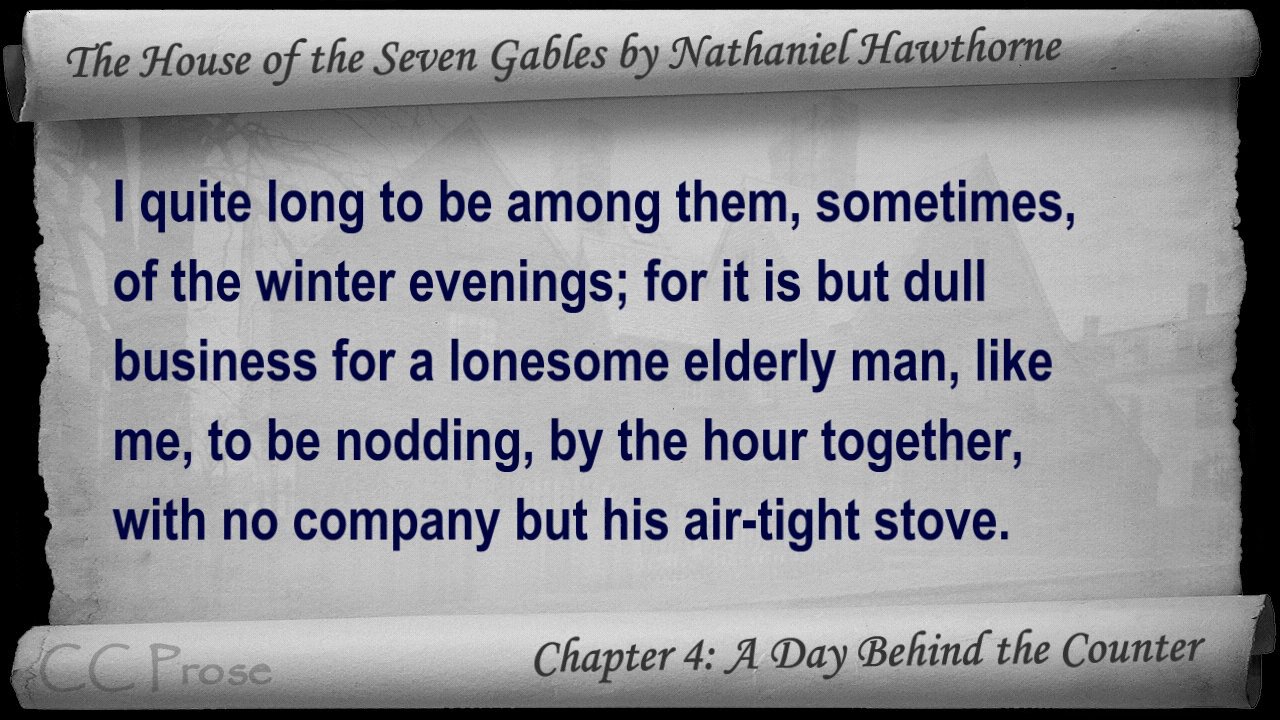 The House of the Seven Gables by Nathaniel Hawthorne
I quite long to be among them, sometimes,
of the winter evenings; for it is but dull
business for a lonesome elderly man, like
me, to be nodding, by the hour together,
with no company but his air-tight stove.
CC Prose
Chapter 4: A Day Behind the Counter